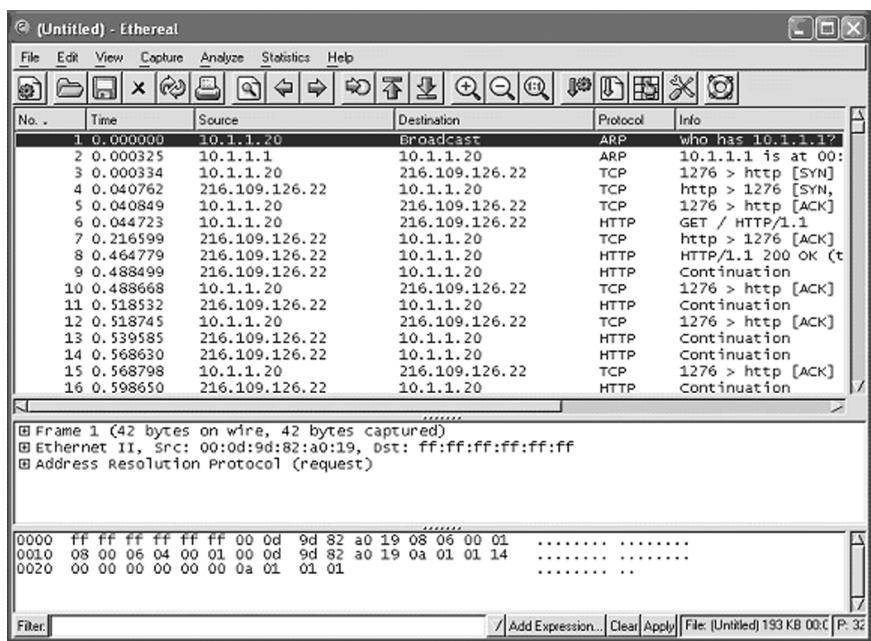 (Untitled) - Ethereal
File Edit View Capture Analyze Statistics Help
No. . Time Source Destination Protocol Info
1 0.000000 10.1.1.20 Broadcast ARP who has 10.1.1.1?
2 0.000325 10.1.1.1 10.1.1.20 ARP 10.1.1.1 is at 00:
3 0.000334 10.1.1.20 216.109.126.22 TCP 1276 > http [SYN]
4 0.040762 216.109.126.22 10.1.1.20 TCP http > 1276 [SYN,
5 0.040849 10.1.1.20 216.109.126.22 TCP 1276 > http [ACK]
6 0.044723 10.1.1.20 216.109.126.22 HTTP GET / HTTP/1.1
7 0.216599 216.109.126.22 10.1.1.20 TCP http > 1276 [ACK]
8 0.464779 216.109.126.22 10.1.1.20 HTTP HTTP/1.1 200 OK (t
9 0.488499 216.109.126.22 10.1.1.20 HTTP Continuation
10 0.488668 10.1.1.20 216.109.126.22 TCP 1276 > http [ACK]
11 0.518532 216.109.126.22 10.1.1.20 HTTP Continuation
12 0.518745 10.1.1.20 216.109.126.22 TCP 1276 > http [ACK]
13 0.539585 216.109.126.22 10.1.1.20 HTTP Continuation
14 0.568630 216.109.126.22 10.1.1.20 HTTP Continuation
15 0.568798 10.1.1.20 216.109.126.22 TCP 1276 > http [ACK]
16 0.598650 216.109.126.22 10.1.1.20 HTTP Continuation
Frame 1 (42 bytes on wire, 42 bytes captured)
Ethernet II, Src: 00:0d:9d:82:a0:19, Dst: ff:ff:ff:ff:ff:ff
Address Resolution Protocol (request)
0000 ff ff ff ff ff ff 00 0d 9d 82 a0 19 08 06 00 01 ........ ........
0010 08 00 06 04 00 01 00 0d 9d 82 a0 19 0a 01 01 14 ........ ........
0020 00 00 00 00 00 00 0a 01 01 01 ........ ..
Filter: Add Expression... Clear Apply File: (Untitled) 193 KB 00:0 P: 32